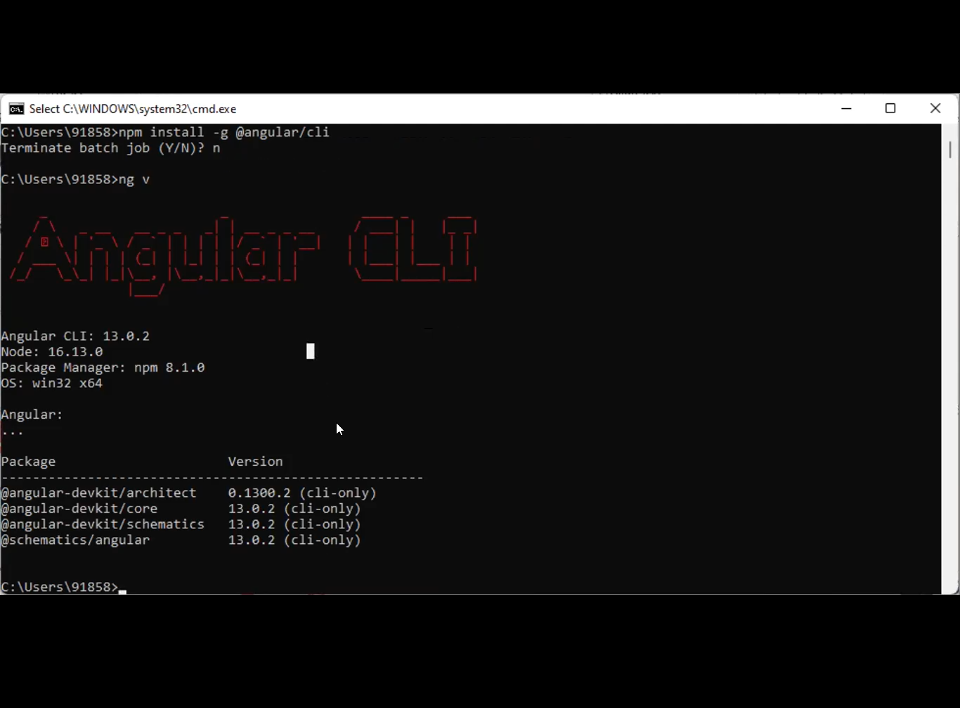 Select C:\WINDOWS\system32\cmd.exe
C:\Users\91858>npm install -g @angular/cli
Terminate batch job (Y/N)? n
C:\Users\91858>ng v
Angular CLI
Angular CLI: 13.0.2
Node: 16.13.0
Package Manager: npm 8.1.0
OS: win32 x64
Angular:
...
Package Version
------------------------------------------------------
@angular-devkit/architect 0.1300.2 (cli-only)
@angular-devkit/core 13.0.2 (cli-only)
@angular-devkit/schematics 13.0.2 (cli-only)
@schematics/angular 13.0.2 (cli-only)
C:\Users\91858>